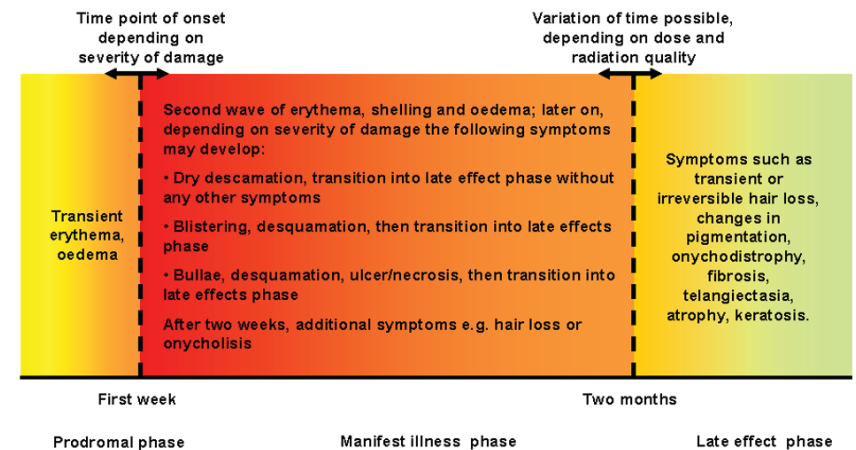 Time point of onset
depending on
severity of damage
Variation of time possible,
depending on dose and
radiation quality
Transient
erythema,
oedema
Second wave of erythema, shelling and oedema; later on,
depending on severity of damage the following symptoms
may develop:
• Dry descamation, transition into late effect phase without
any other symptoms
• Blistering, desquamation, then transition into late effects
phase
• Bullae, desquamation, ulcer/necrosis, then transition into
late effects phase
After two weeks, additional symptoms e.g. hair loss or
onycholisis
Symptoms such as
transient or
irreversible hair loss,
changes in
pigmentation,
onychodistrophy,
fibrosis,
telangiectasia,
atrophy, keratosis.
First week
Two months
Prodromal phase
Manifest illness phase
Late effect phase